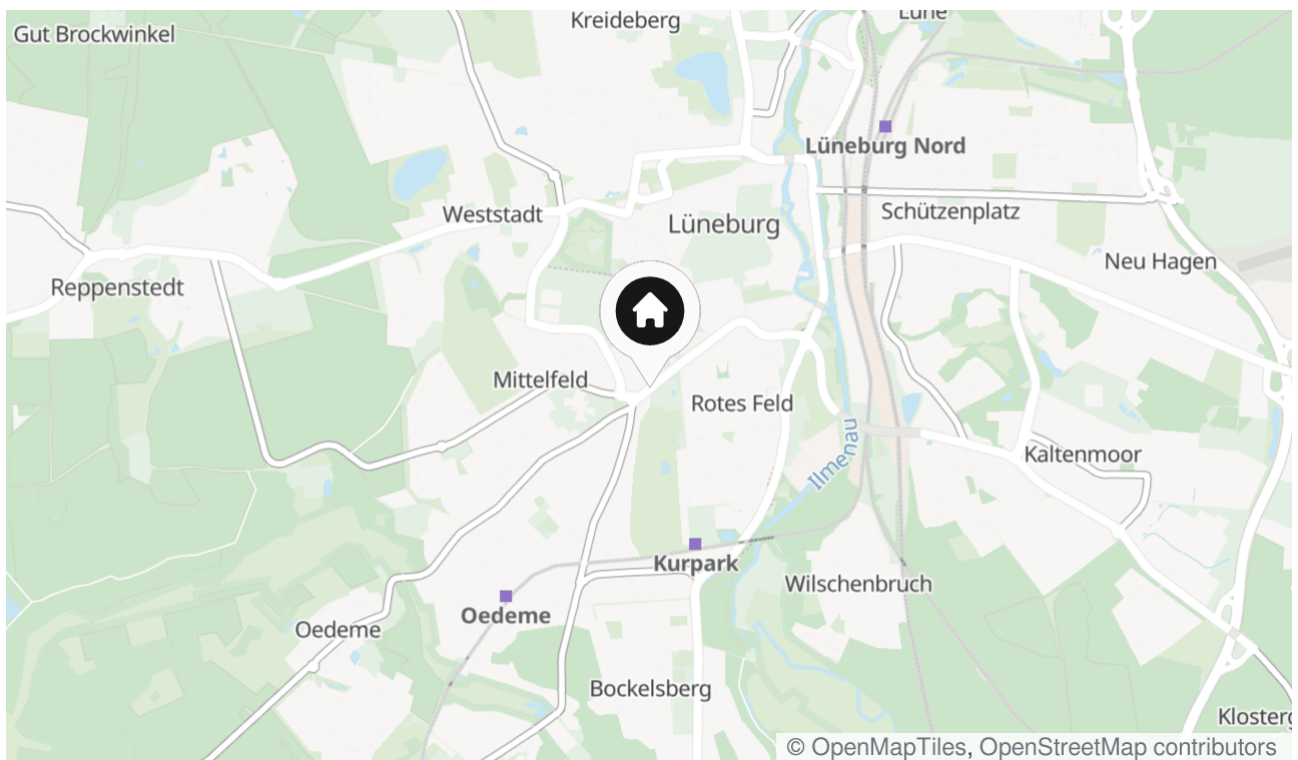 Kreideberg
Lüne
Gut Brockwinkel
Lüneburg Nord
Weststadt
Lüneburg
Schützenplatz
Neu Hagen
Reppenstedt
Mittelfeld
Rotes Feld
Ilmenau
Kaltenmoor
Kurpark
Wilschenbruch
Oedeme
Oedeme
Bockelsberg
Klosterg
© OpenMapTiles, OpenStreetMap contributors